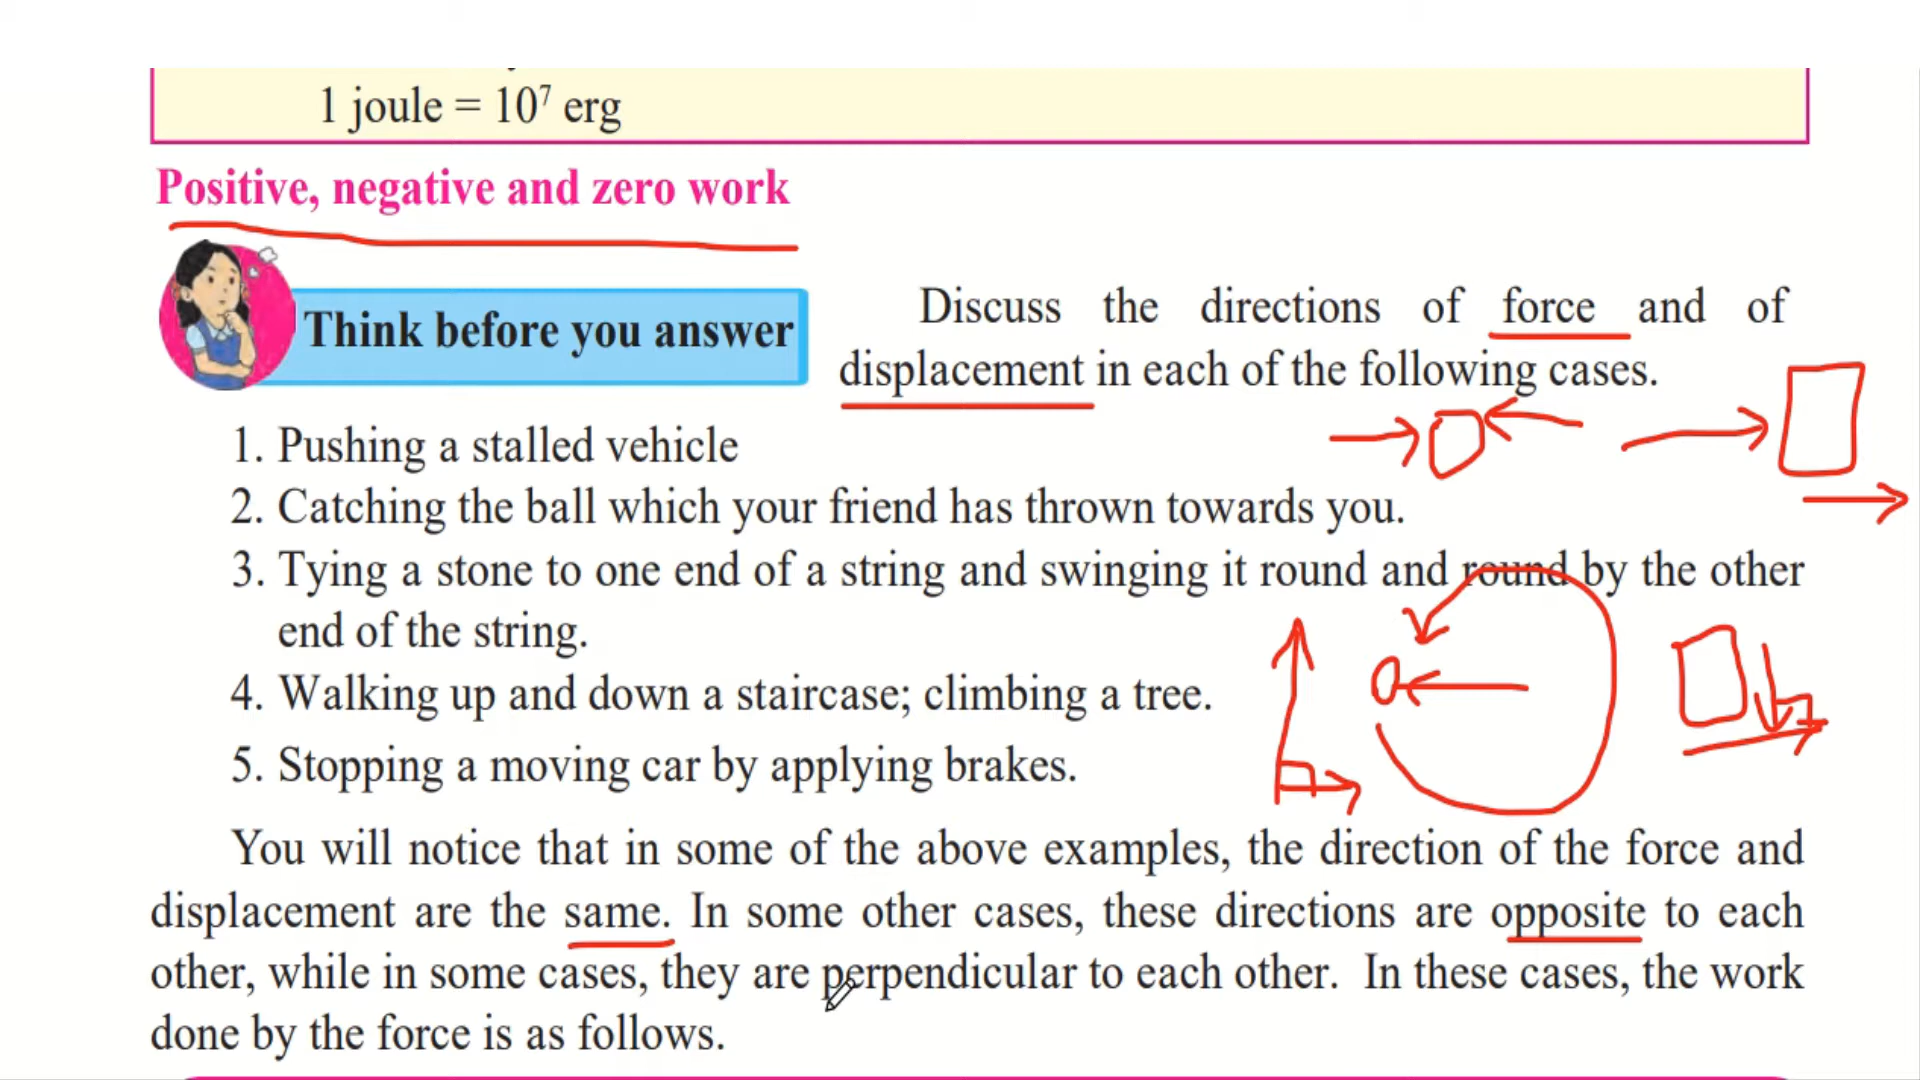 1 joule = 10⁷ erg
Positive, negative and zero work
Think before you answer
Discuss the directions of force and of
displacement in each of the following cases.
1. Pushing a stalled vehicle
2. Catching the ball which your friend has thrown towards you.
3. Tying a stone to one end of a string and swinging it round and round by the other
end of the string.
4. Walking up and down a staircase; climbing a tree.
5. Stopping a moving car by applying brakes.
You will notice that in some of the above examples, the direction of the force and
displacement are the same. In some other cases, these directions are opposite to each
other, while in some cases, they are perpendicular to each other. In these cases, the work
done by the force is as follows.